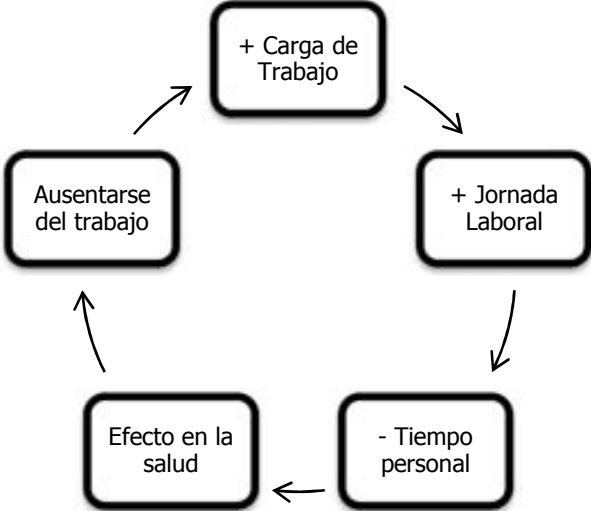 + Carga de
Trabajo
+ Jornada
Laboral
- Tiempo
personal
Efecto en la
salud
Ausentarse
del trabajo